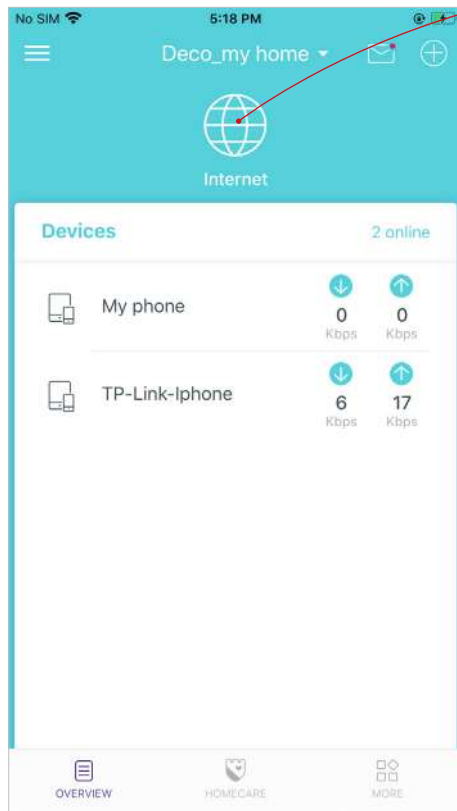 No SIM 5:18 PM
Deco_my home
Internet
Devices 2 online
My phone 0 0
Kbps Kbps
TP-Link-Iphone 6 17
Kbps Kbps
OVERVIEW HOMECARE MORE